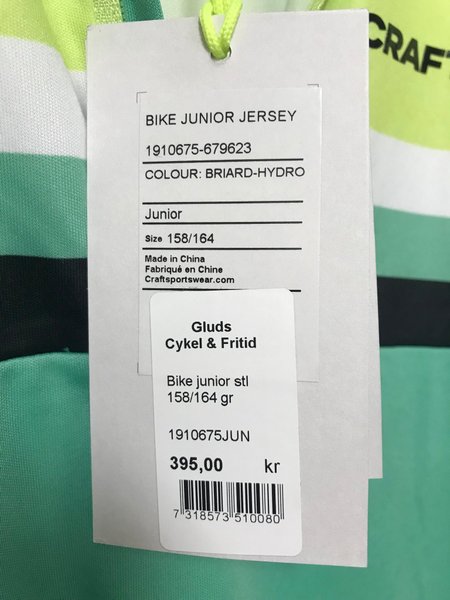 CRAFT
BIKE JUNIOR JERSEY
1910675-679623
COLOUR: BRIARD-HYDRO
Junior
Size 158/164
Made in China
Fabriqué en Chine
Craftsportswear.com
Gluds
Cykel & Fritid
Bike junior stl
158/164 gr
1910675JUN
395,00 kr
7 318573 510080